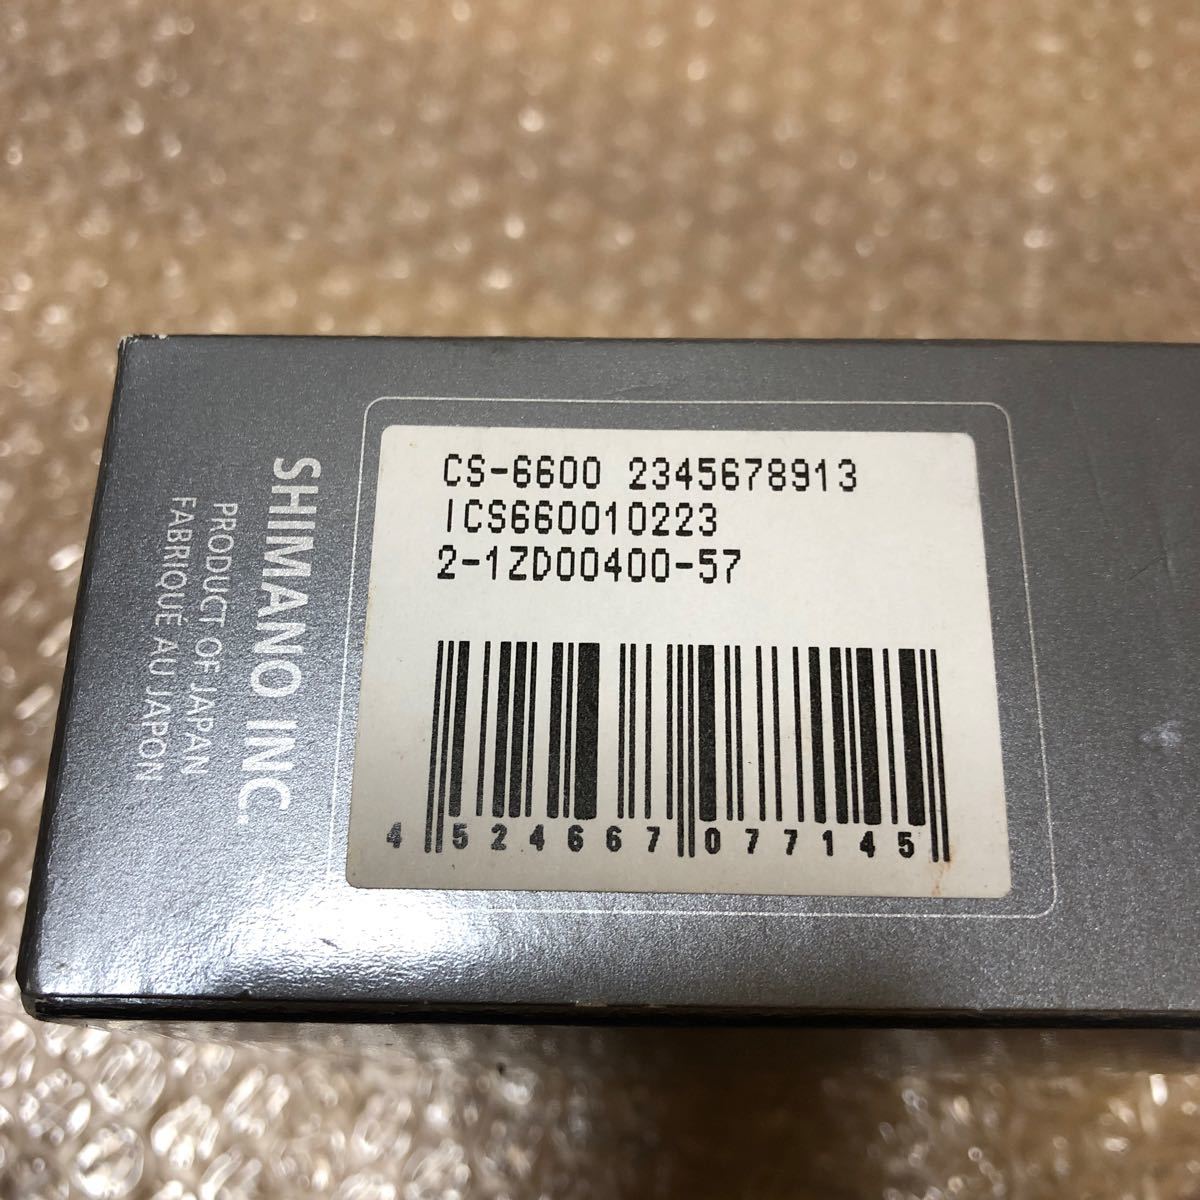 CS-6600 2345678913
ICS660010223
2-1ZD00400-57
4 524667 077145
SHIMANO INC.
PRODUCT OF JAPAN
FABRIQUÉ AU JAPON